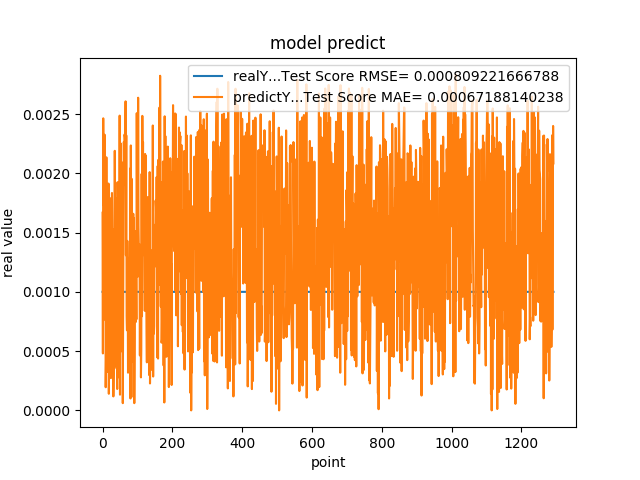 model predict
realY...Test Score RMSE= 0.000809221666788
predictY...Test Score MAE= 0.00067188140238
0.0025
0.0020
0.0015
0.0010
0.0005
0.0000
real value
0 200 400 600 800 1000 1200
point